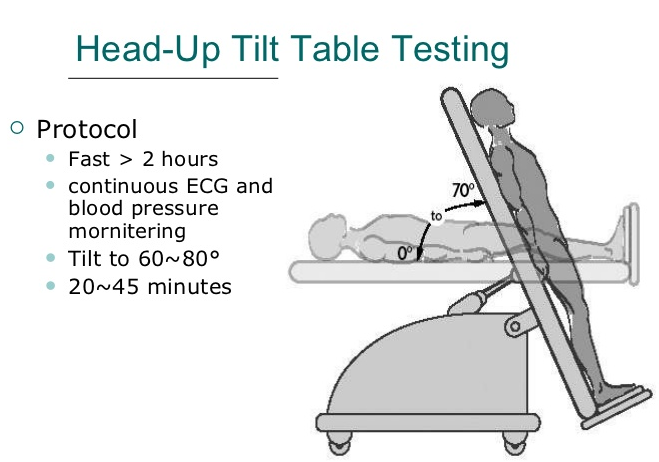 Head-Up Tilt Table Testing
Protocol
Fast > 2 hours
continuous ECG and
blood pressure
mornitering
Tilt to 60~80°
20~45 minutes
70°
to
0°